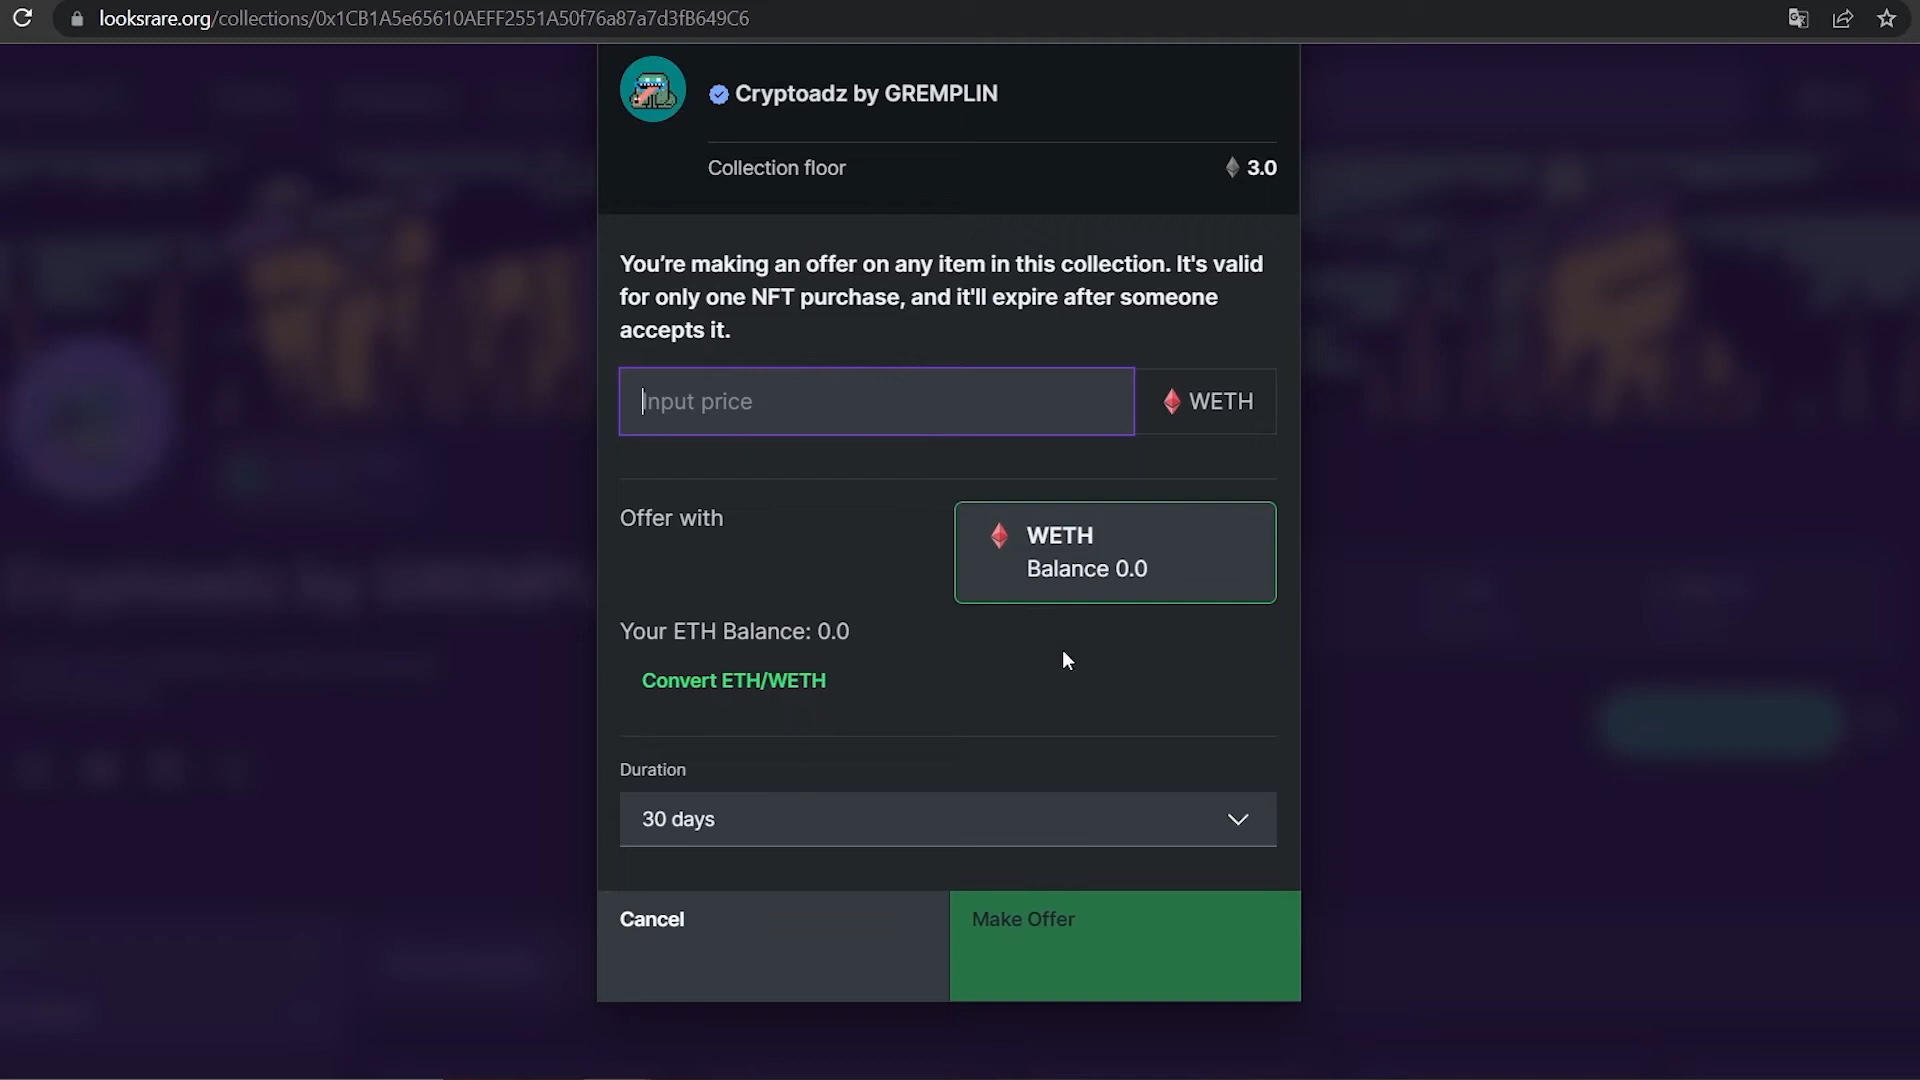 looksrare.org/collections/0x1CB1A5e65610AEFF2551A50f76a87a7d3fB649C6
Cryptoadz by GREMPLIN
Collection floor
3.0
You're making an offer on any item in this collection. It's valid
for only one NFT purchase, and it'll expire after someone
accepts it.
Input price
WETH
Offer with
WETH
Balance 0.0
Your ETH Balance: 0.0
Convert ETH/WETH
Duration
30 days
Cancel
Make Offer